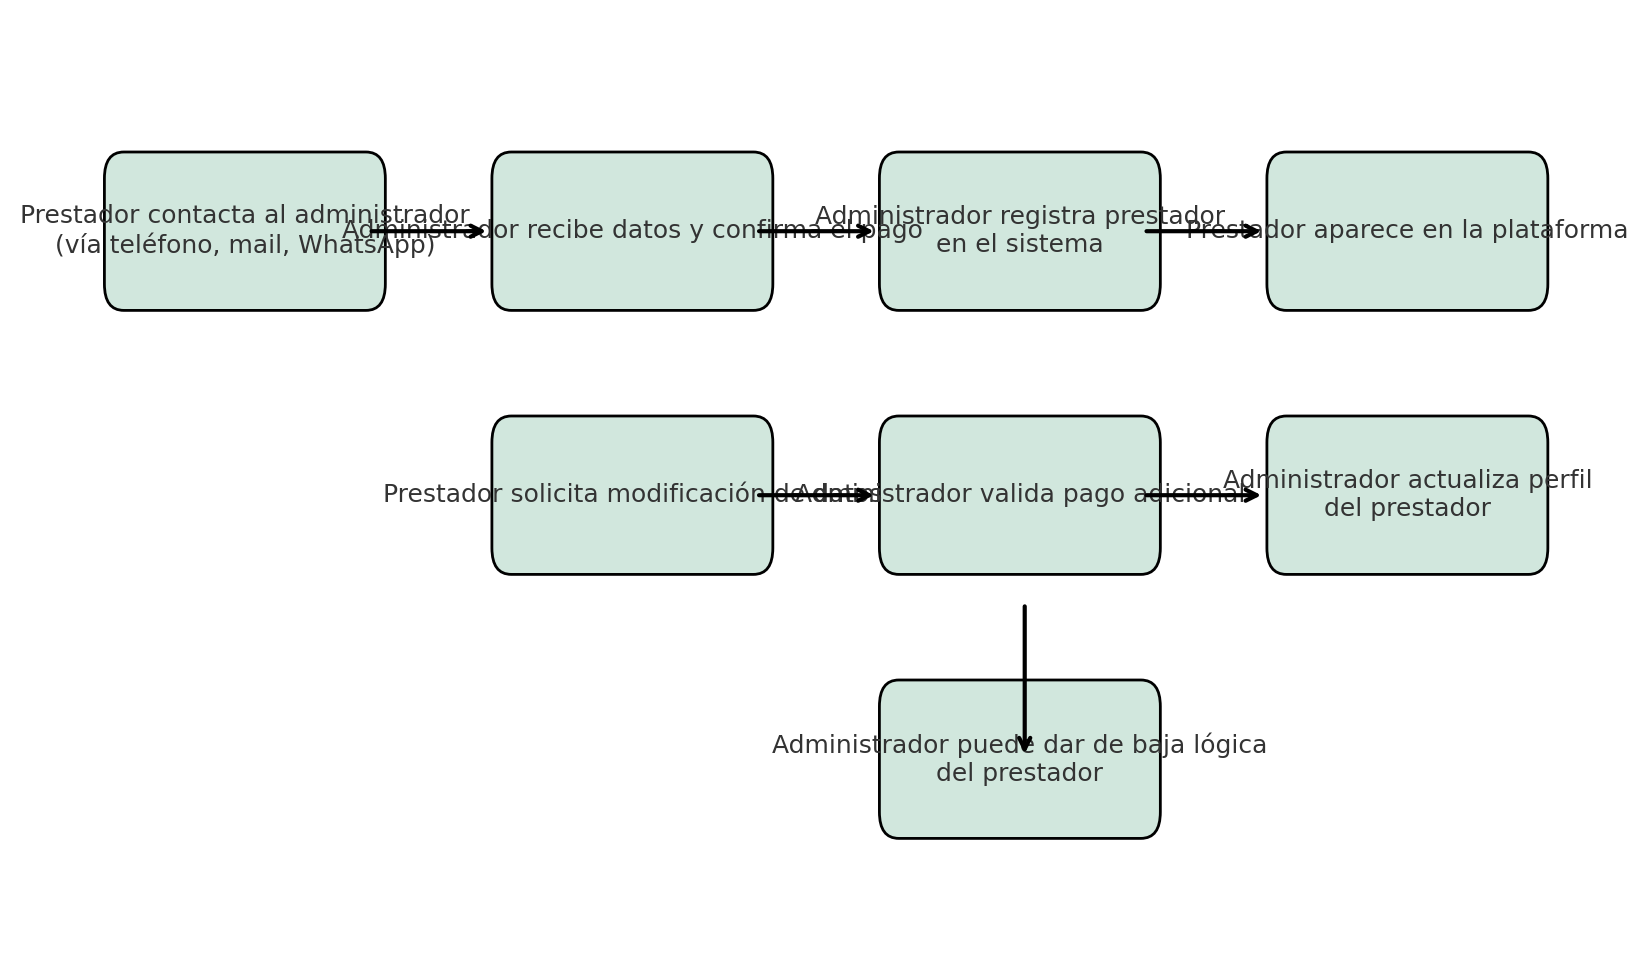 Prestador contacta al administrador
(vía teléfono, mail, WhatsApp)
Administrador recibe datos y confirma el pago
Administrador registra prestador
en el sistema
Prestador aparece en la plataforma
Prestador solicita modificación de datos
Administrador valida pago adicional
Administrador actualiza perfil
del prestador
Administrador puede dar de baja lógica
del prestador